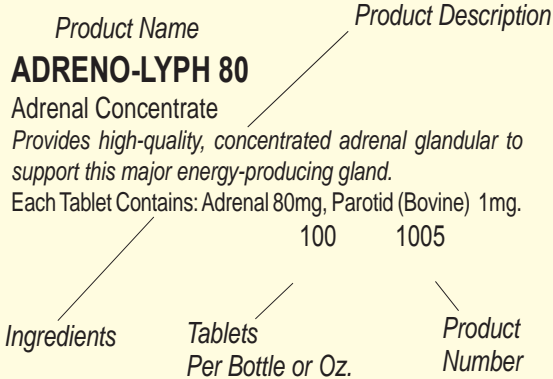 Product Name
Product Description
ADRENO-LYPH 80
Adrenal Concentrate
Provides high-quality, concentrated adrenal glandular to
support this major energy-producing gland.
Each Tablet Contains: Adrenal 80mg, Parotid (Bovine) 1mg.
100 1005
Ingredients
Tablets
Per Bottle or Oz.
Product
Number